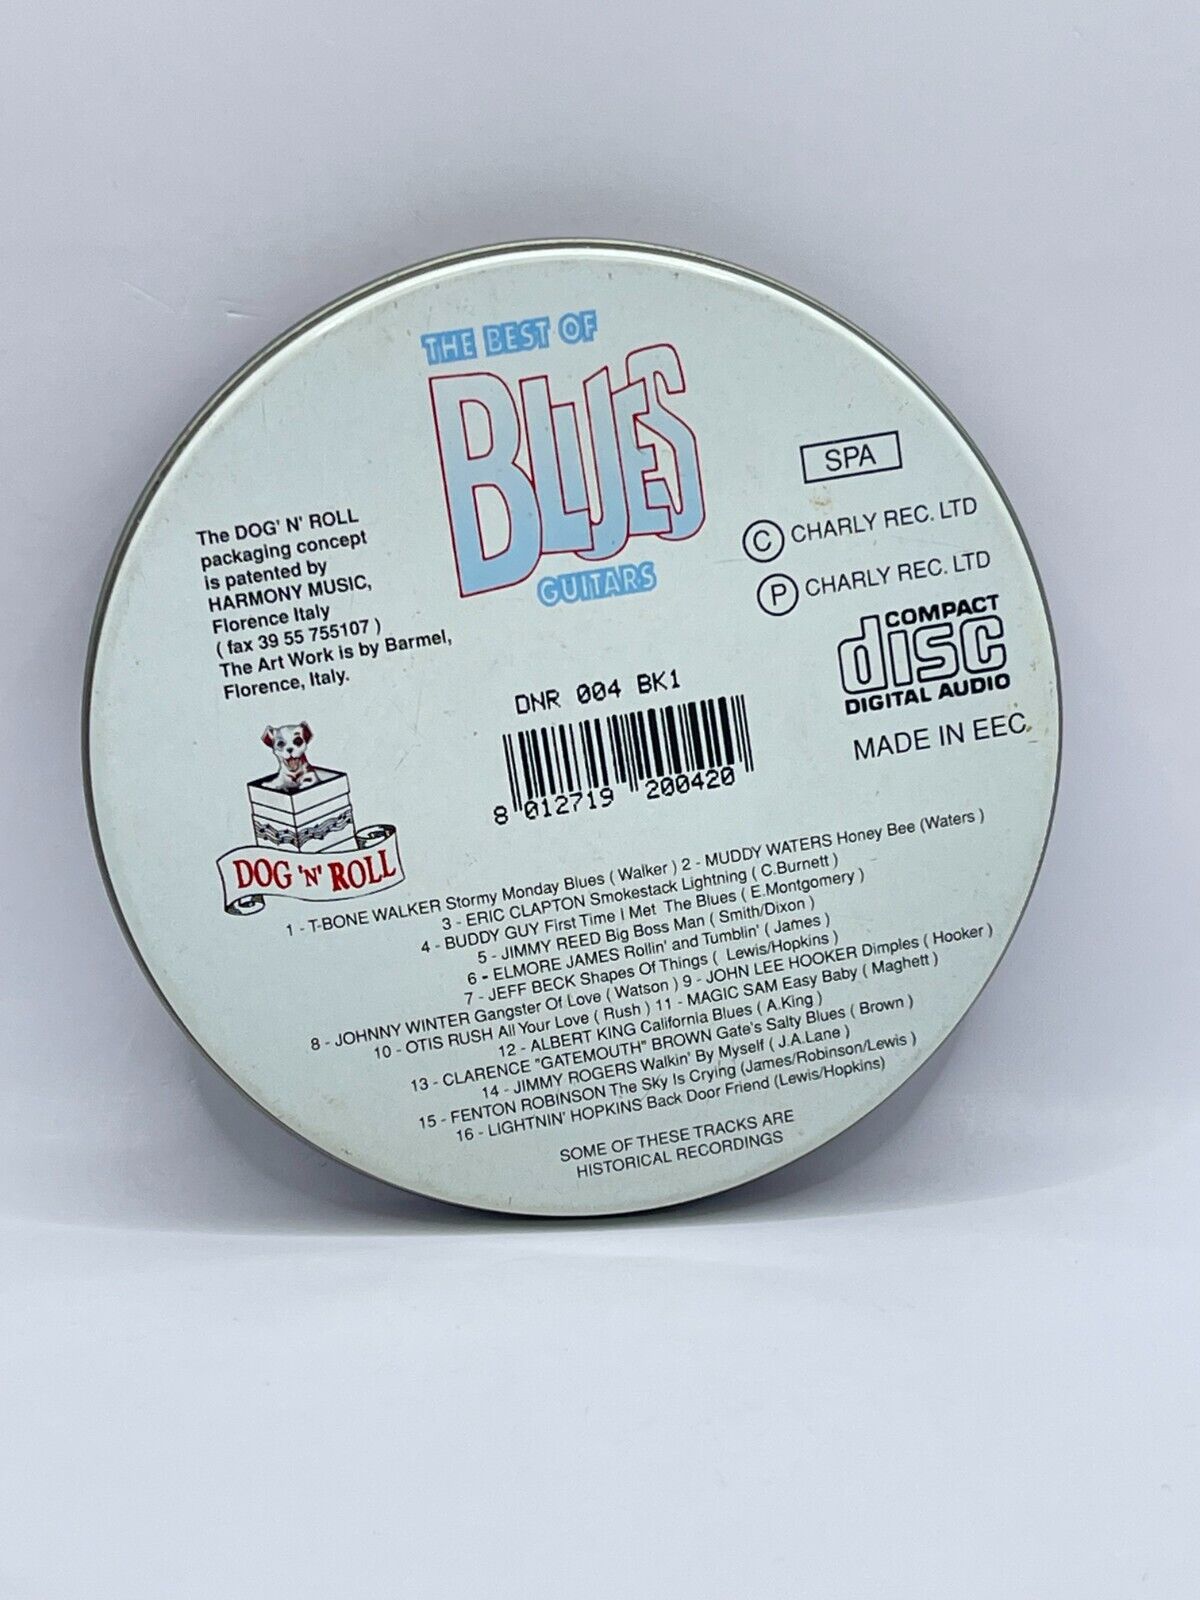 THE BEST OF
BLUES
GUITARS
SPA
The DOG' N' ROLL
packaging concept
is patented by
HARMONY MUSIC,
Florence Italy
( fax 39 55 755107 )
The Art Work is by Barmel,
Florence, Italy.
C CHARLY REC. LTD
P CHARLY REC. LTD
COMPACT
disc
DIGITAL AUDIO
MADE IN EEC
DNR 004 BK1
8 012719 200420
DOG 'N' ROLL
1 - T-BONE WALKER Stormy Monday Blues ( Walker ) 2 - MUDDY WATERS Honey Bee (Waters )
3 - ERIC CLAPTON Smokestack Lightning ( C.Burnett )
4 - BUDDY GUY First Time I Met The Blues ( E.Montgomery )
5 - JIMMY REED Big Boss Man ( Smith/Dixon )
6 - ELMORE JAMES Rollin' and Tumblin' ( James )
7 - JEFF BECK Shapes Of Things ( Lewis/Hopkins )
8 - JOHNNY WINTER Gangster Of Love ( Watson ) 9 - JOHN LEE HOOKER Dimples ( Hooker )
10 - OTIS RUSH All Your Love ( Rush ) 11 - MAGIC SAM Easy Baby ( Maghett )
12 - ALBERT KING California Blues ( A.King )
13 - CLARENCE "GATEMOUTH" BROWN Gate's Salty Blues ( Brown )
14 - JIMMY ROGERS Walkin' By Myself ( J.A.Lane )
15 - FENTON ROBINSON The Sky Is Crying (James/Robinson/Lewis )
16 - LIGHTNIN' HOPKINS Back Door Friend (Lewis/Hopkins)
SOME OF THESE TRACKS ARE
HISTORICAL RECORDINGS